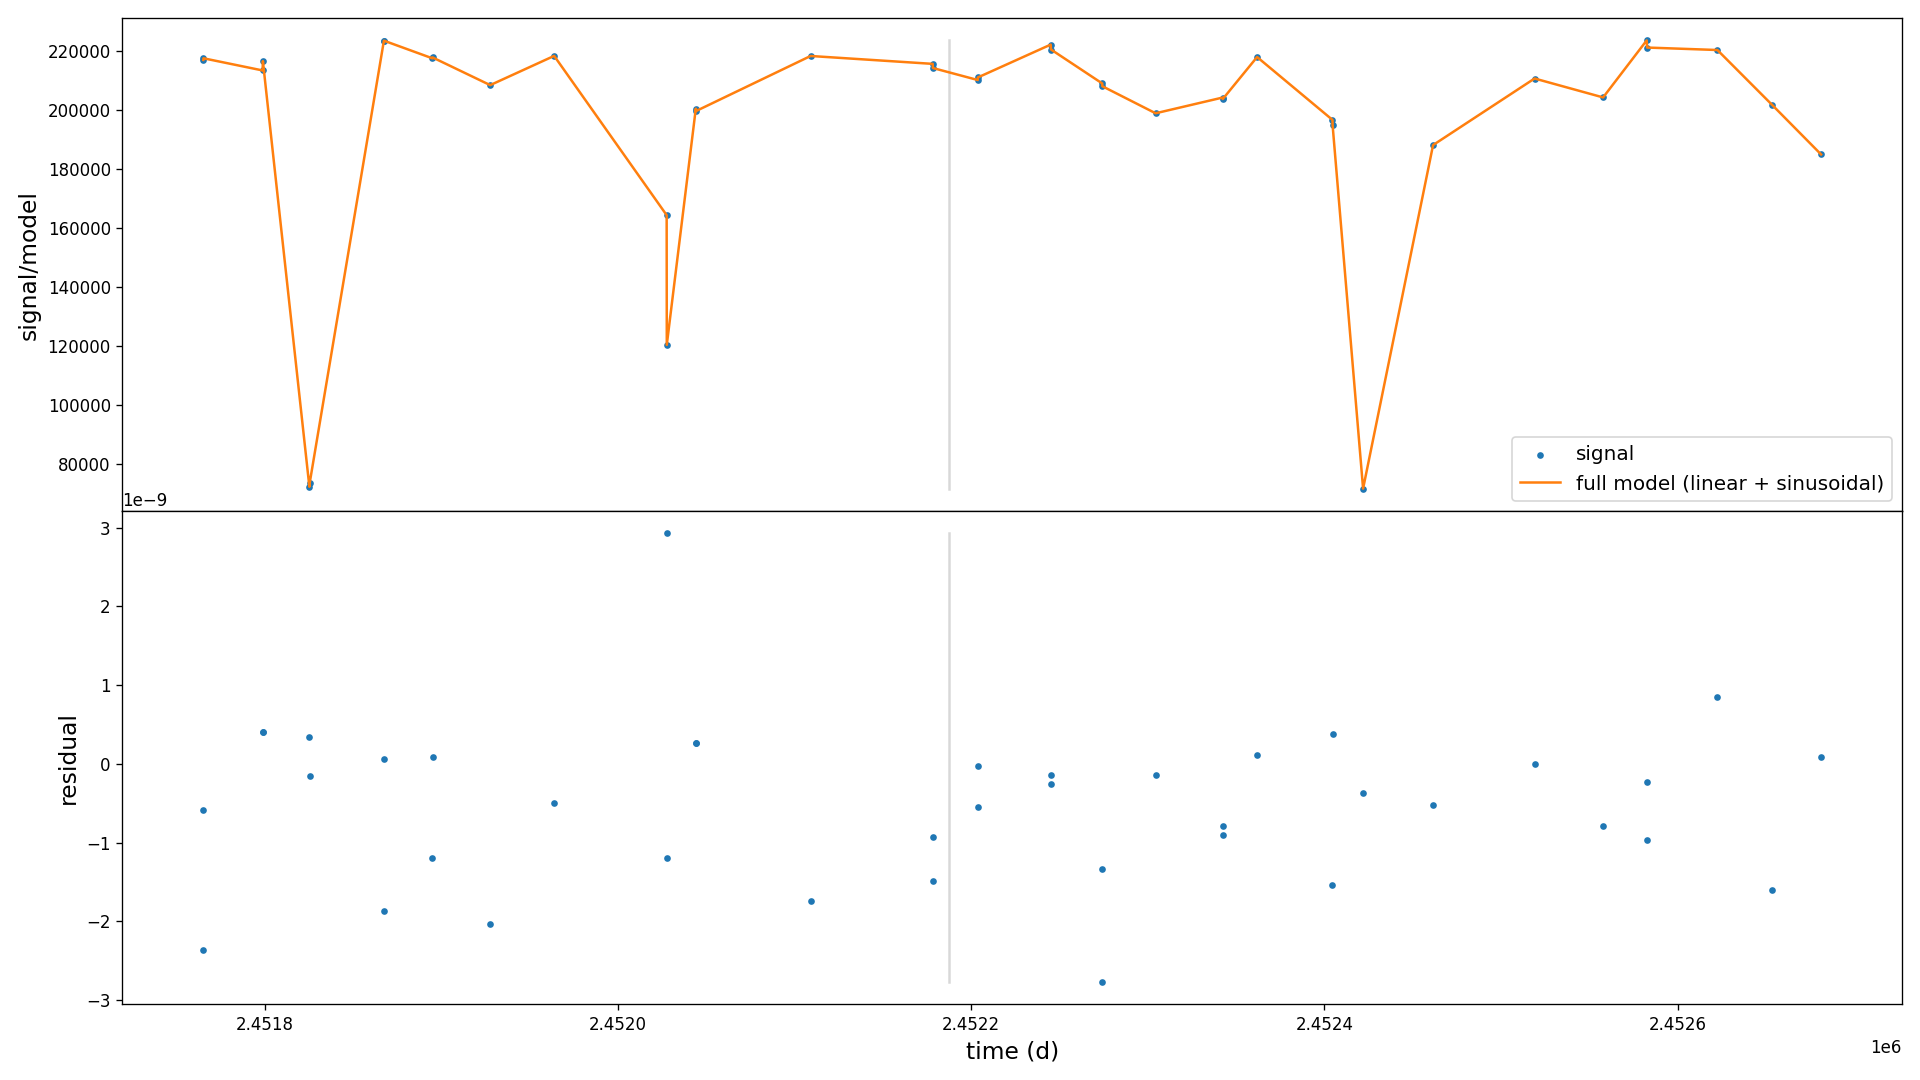 220000
200000
180000
160000
140000
120000
100000
80000
signal/model
signal
full model (linear + sinusoidal)
1e−9
3
2
1
0
−1
−2
−3
residual
2.4518
2.4520
2.4522
2.4524
2.4526
1e6
time (d)